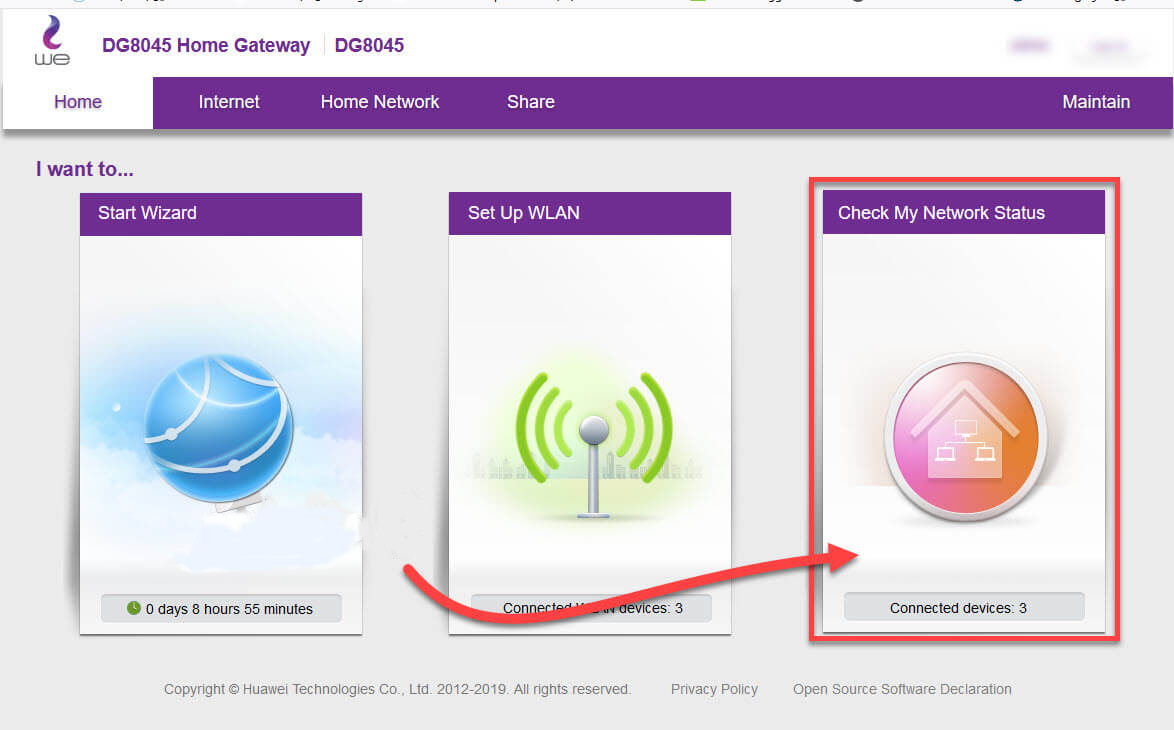 we
DG8045 Home Gateway DG8045
Home Internet Home Network Share Maintain
I want to...
Start Wizard
Set Up WLAN
Check My Network Status
0 days 8 hours 55 minutes
Connected WLAN devices: 3
Connected devices: 3
Copyright © Huawei Technologies Co., Ltd. 2012-2019. All rights reserved. Privacy Policy Open Source Software Declaration